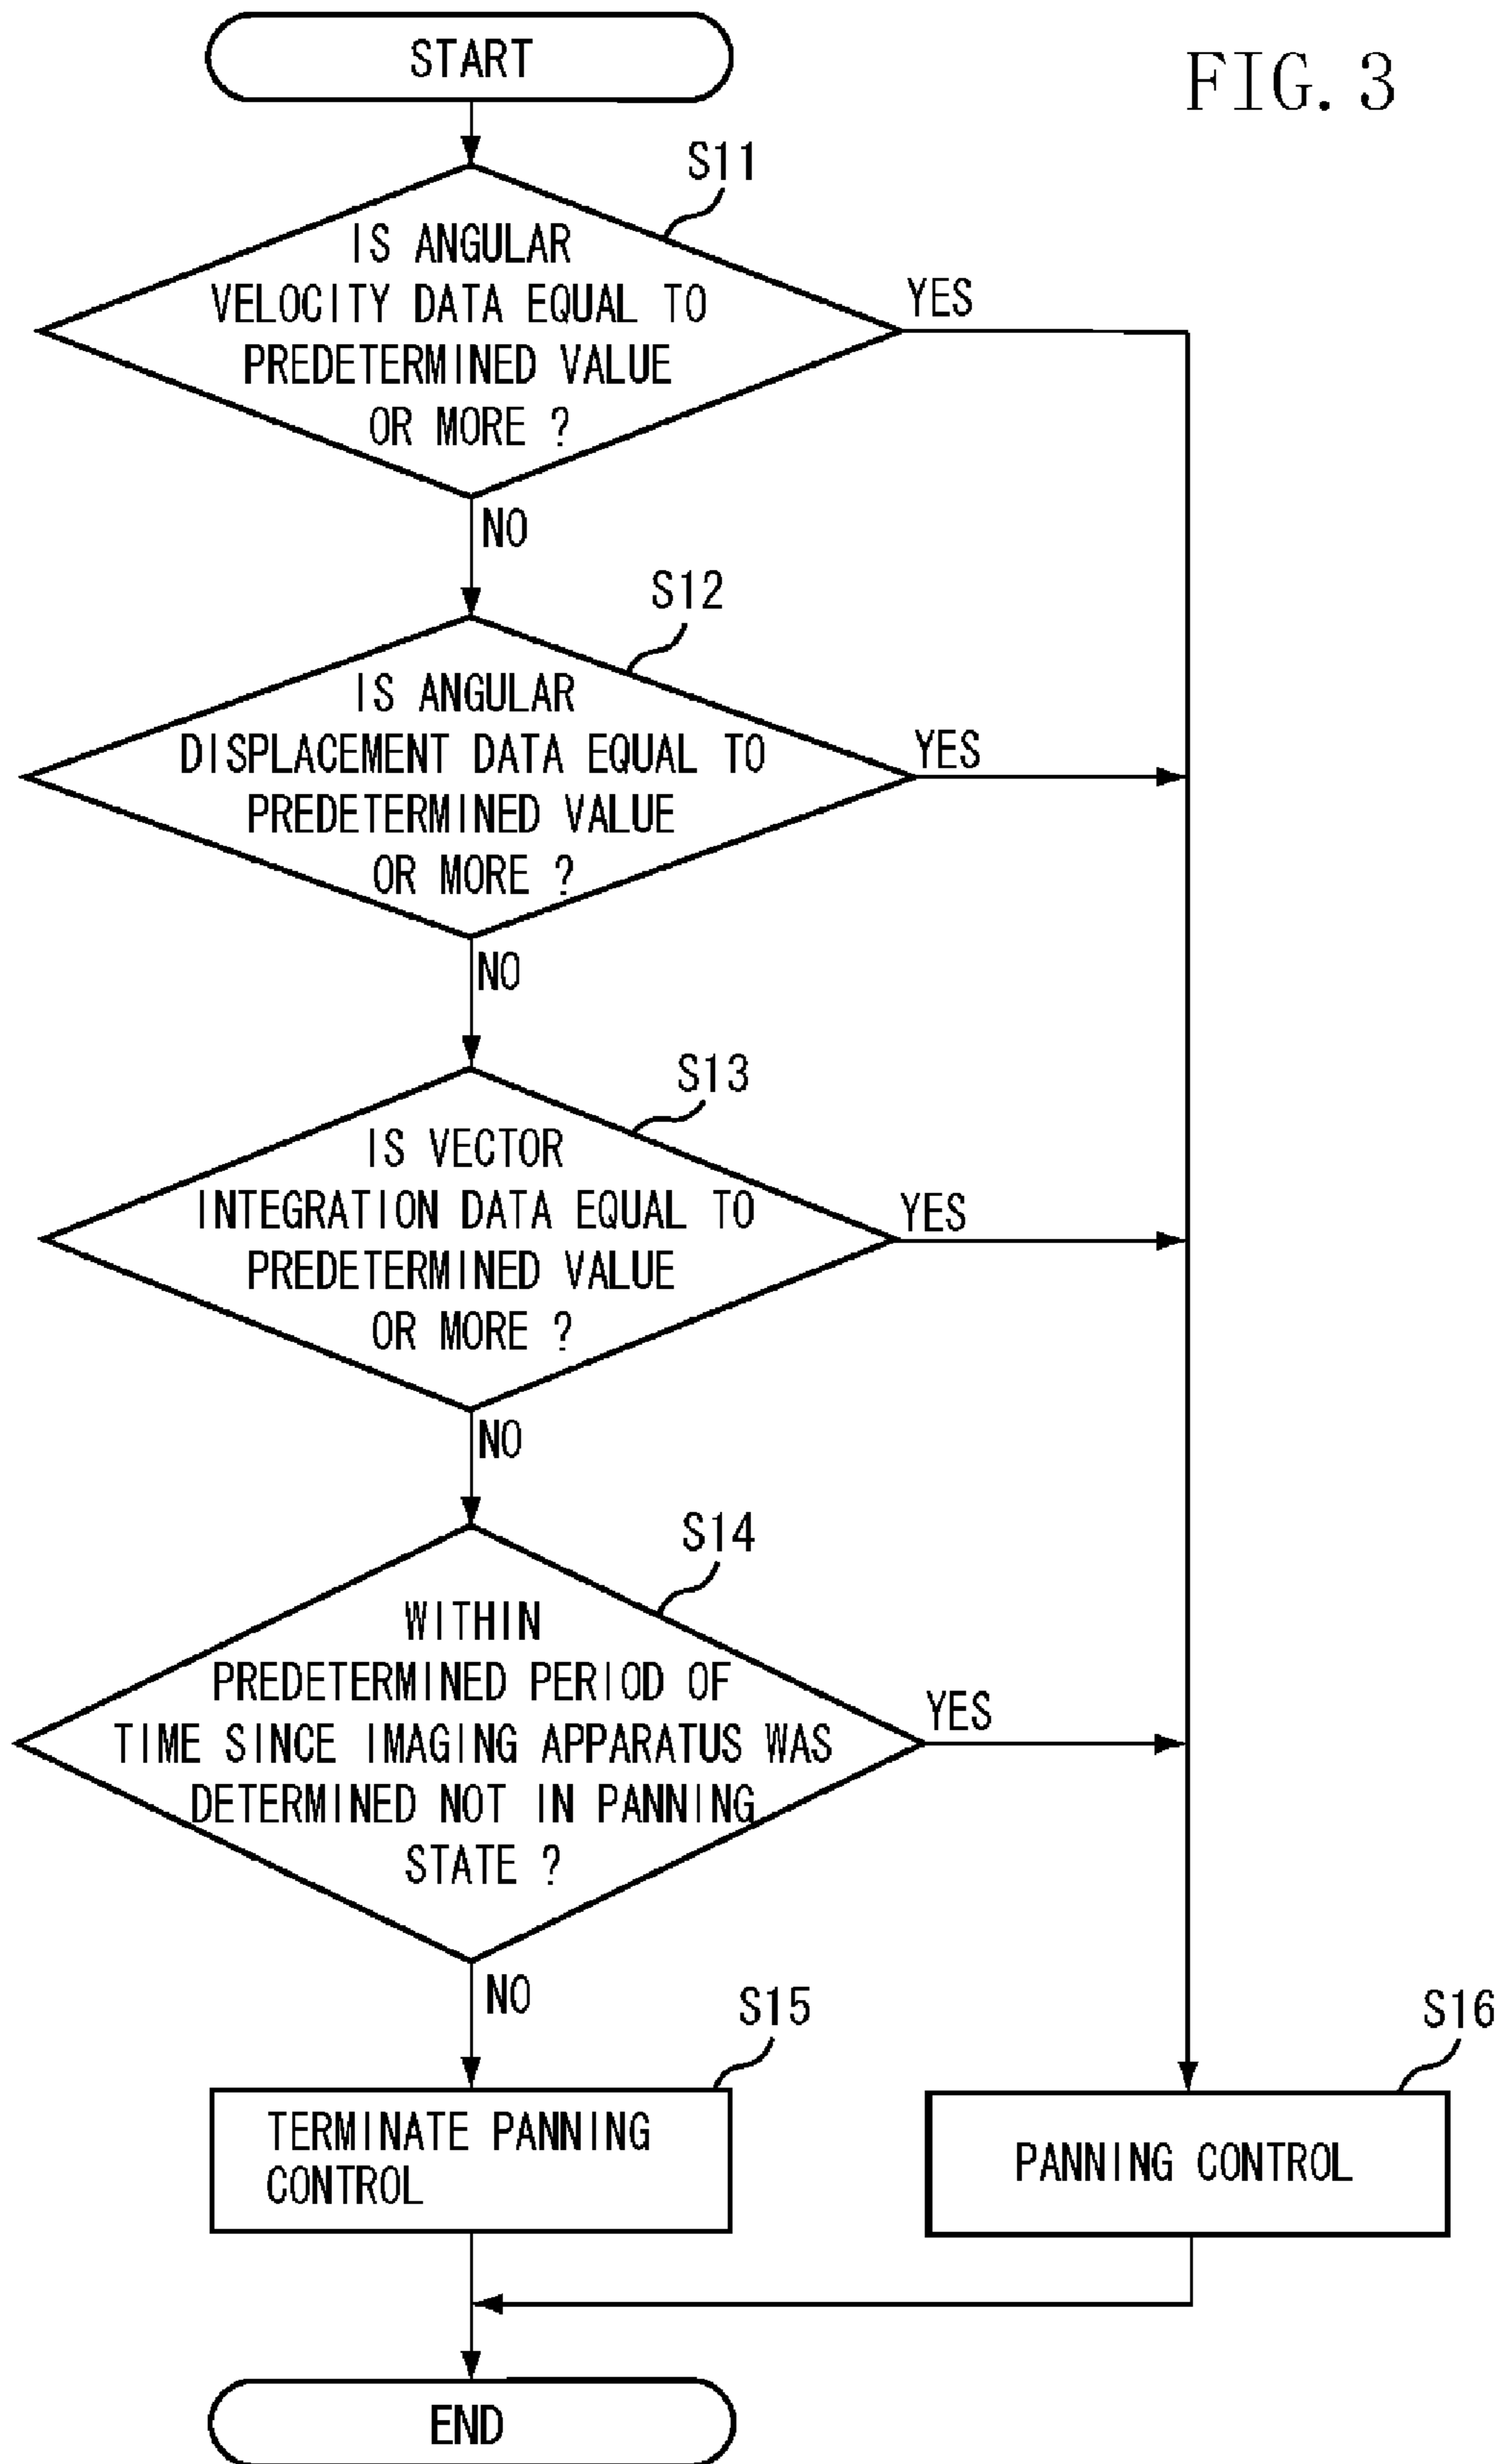 START
FIG. 3
S11
IS ANGULAR
VELOCITY DATA EQUAL TO
PREDETERMINED VALUE
OR MORE ?
YES
NO
S12
IS ANGULAR
DISPLACEMENT DATA EQUAL TO
PREDETERMINED VALUE
OR MORE ?
YES
NO
S13
IS VECTOR
INTEGRATION DATA EQUAL TO
PREDETERMINED VALUE
OR MORE ?
YES
NO
S14
WITHIN
PREDETERMINED PERIOD OF
TIME SINCE IMAGING APPARATUS WAS
DETERMINED NOT IN PANNING
STATE ?
YES
NO
S15
TERMINATE PANNING
CONTROL
S16
PANNING CONTROL
END